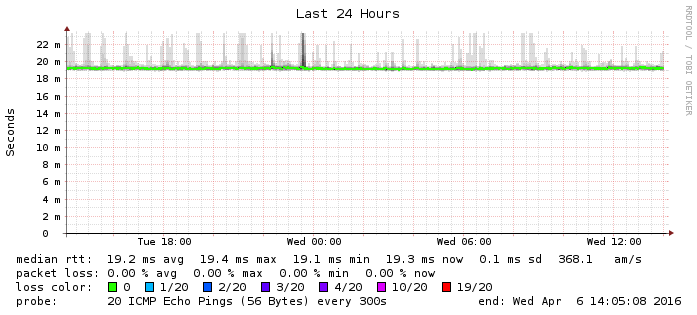 Last 24 Hours
RRDTOOL / TOBI OETIKER
Seconds
22 m
20 m
18 m
16 m
14 m
12 m
10 m
8 m
6 m
4 m
2 m
0
Tue 18:00 Wed 00:00 Wed 06:00 Wed 12:00
median rtt: 19.2 ms avg 19.4 ms max 19.1 ms min 19.3 ms now 0.1 ms sd 368.1 am/s
packet loss: 0.00 % avg 0.00 % max 0.00 % min 0.00 % now
loss color: 0 1/20 2/20 3/20 4/20 10/20 19/20
probe: 20 ICMP Echo Pings (56 Bytes) every 300s end: Wed Apr 6 14:05:08 2016